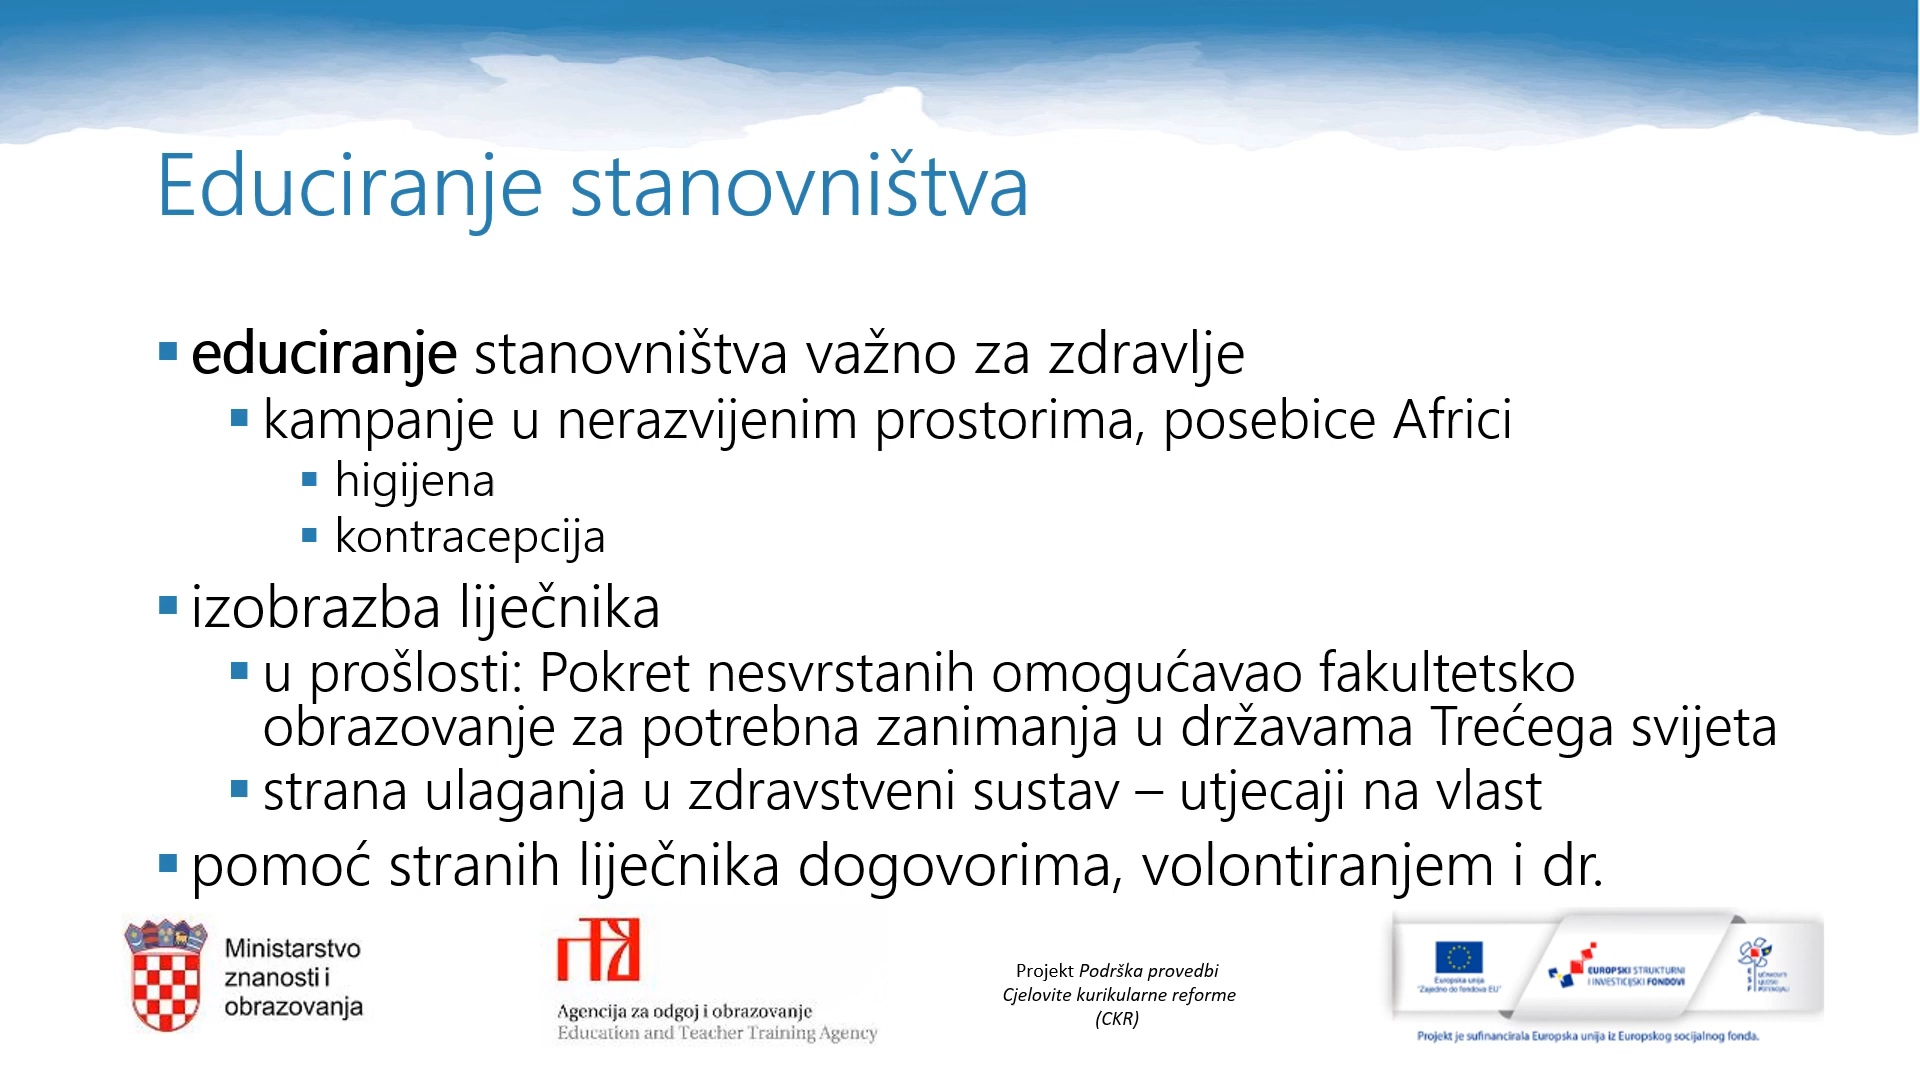 Educiranje stanovništva
educiranje stanovništva važno za zdravlje
kampanje u nerazvijenim prostorima, posebice Africi
higijena
kontracepcija
izobrazba liječnika
u prošlosti: Pokret nesvrstanih omogućavao fakultetsko
obrazovanje za potrebna zanimanja u državama Trećega svijeta
strana ulaganja u zdravstveni sustav – utjecaji na vlast
pomoć stranih liječnika dogovorima, volontiranjem i dr.
Ministarstvo
znanosti i
obrazovanja
Agencija za odgoj i obrazovanje
Education and Teacher Training Agency
Projekt Podrška provedbi
Cjelovite kurikularne reforme
(CKR)
Europska unija
"Zajedno do fondova EU"
EUROPSKI STRUKTURNI
I INVESTICIJSKI FONDOVI
Projekt je sufinancirala Europska unija iz Europskog socijalnog fonda.